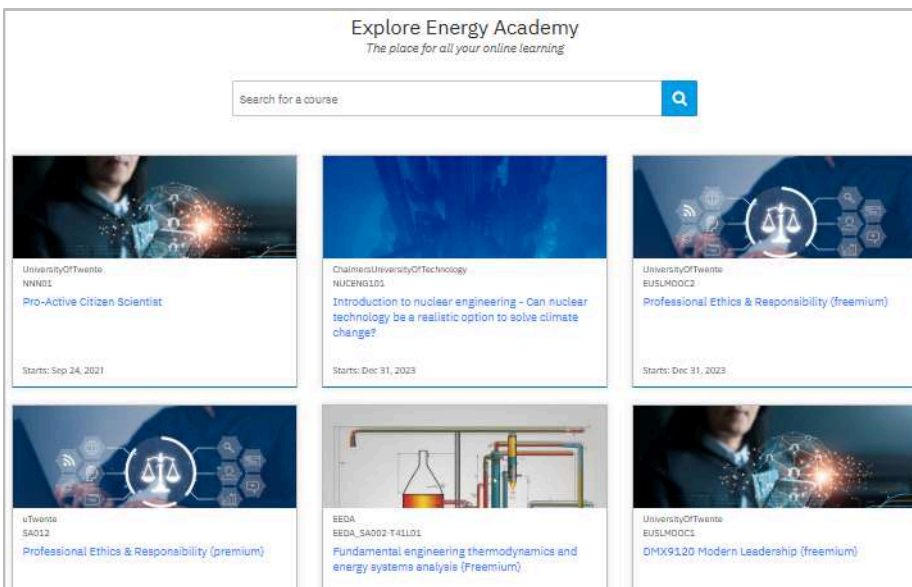 Explore Energy Academy
The place for all your online learning
Search for a course
UniversityOfTwente
NNN01
Pro-Active Citizen Scientist
Starts: Sep 24, 2021
ChalmersUniversityOfTechnology
NUCENG101
Introduction to nuclear engineering - Can nuclear
technology be a realistic option to solve climate
change?
Starts: Dec 31, 2023
UniversityOfTwente
EUSLMOOC2
Professional Ethics & Responsibility (freemium)
Starts: Dec 31, 2023
uTwente
SA012
Professional Ethics & Responsibility (premium)
EEDA
EEDA_SA002-T41L01
Fundamental engineering thermodynamics and
energy systems analysis (Freemium)
UniversityOfTwente
EUSLMOOC1
DMX9120 Modern Leadership (freemium)